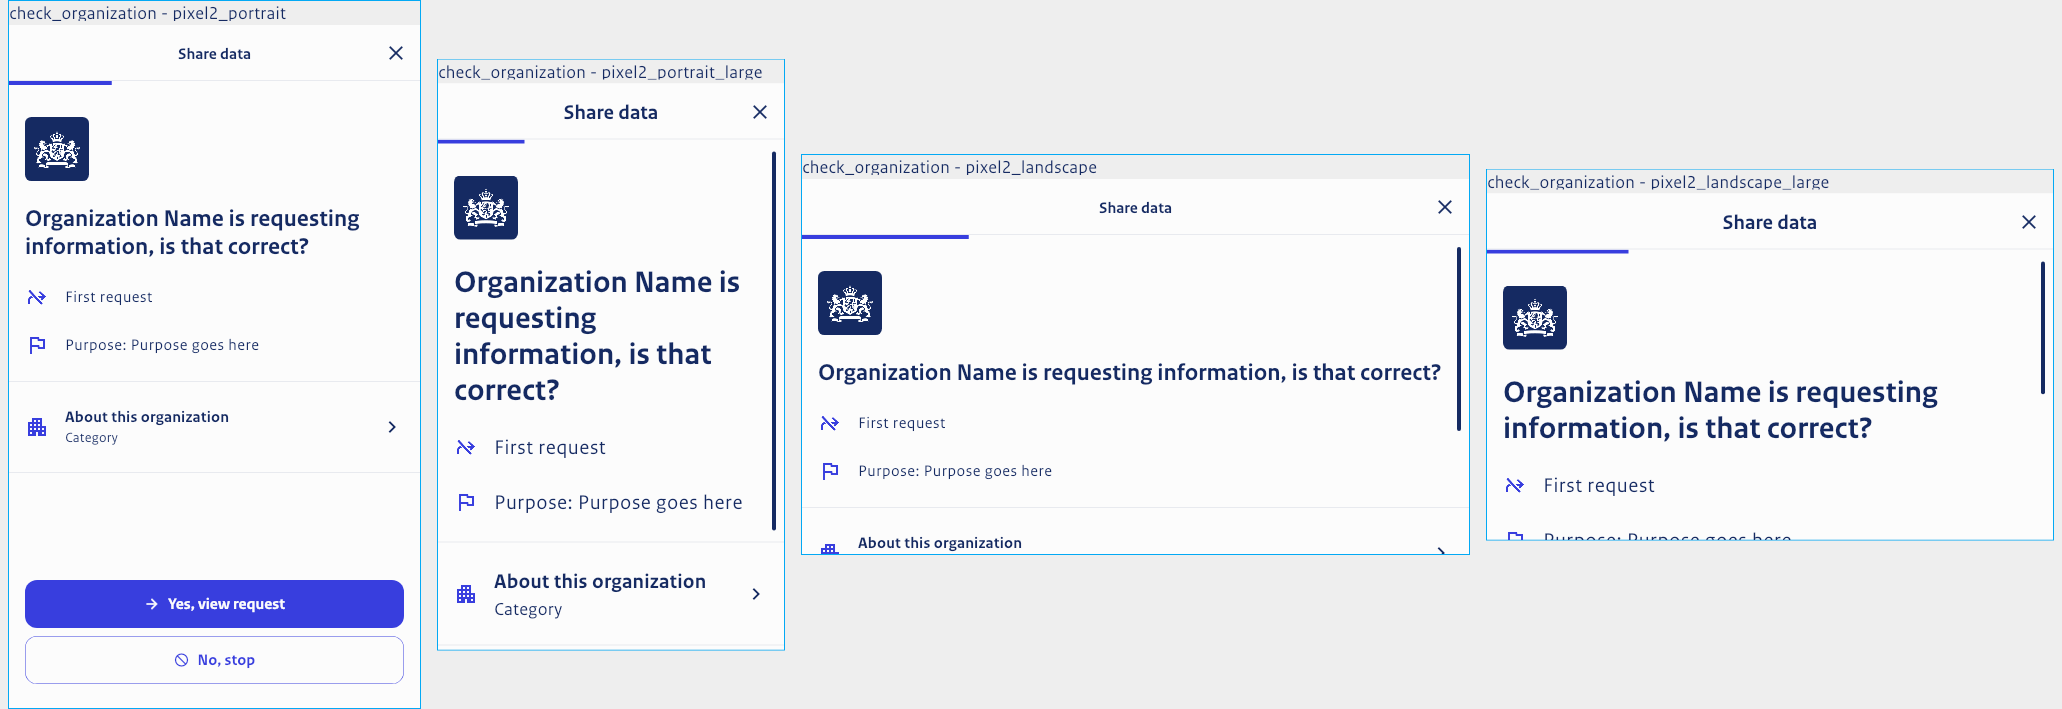 check_organization - pixel2_portrait
Share data
Organization Name is requesting
information, is that correct?
First request
Purpose: Purpose goes here
About this organization
Category
Yes, view request
No, stop
check_organization - pixel2_portrait_large
Share data
Organization Name is
requesting
information, is that
correct?
First request
Purpose: Purpose goes here
About this organization
Category
check_organization - pixel2_landscape
Share data
Organization Name is requesting information, is that correct?
First request
Purpose: Purpose goes here
About this organization
check_organization - pixel2_landscape_large
Share data
Organization Name is requesting
information, is that correct?
First request
Purpose: Purpose goes here